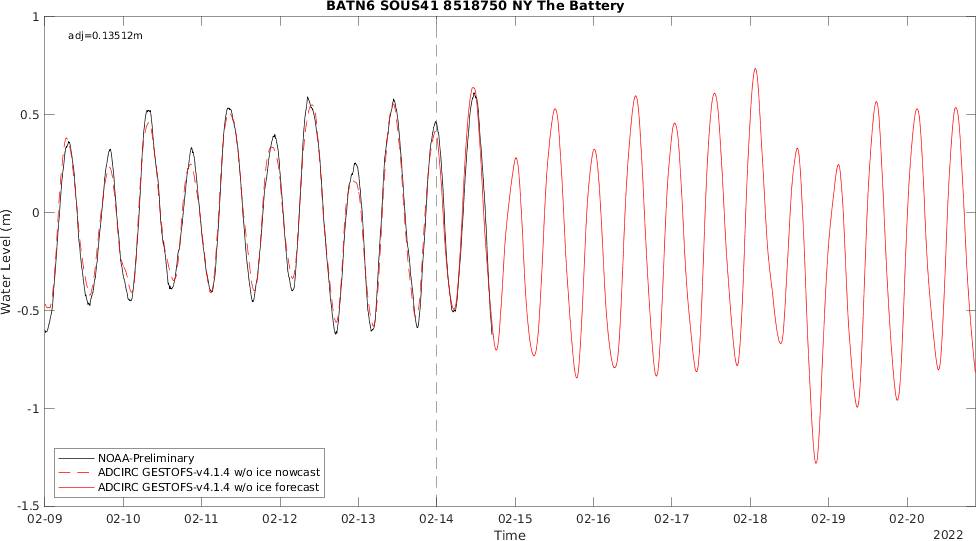 BATN6 SOUS41 8518750 NY The Battery
adj=0.13512m
1
0.5
0
-0.5
-1
-1.5
Water Level (m)
NOAA-Preliminary
ADCIRC GESTOFS-v4.1.4 w/o ice nowcast
ADCIRC GESTOFS-v4.1.4 w/o ice forecast
02-09 02-10 02-11 02-12 02-13 02-14 02-15 02-16 02-17 02-18 02-19 02-20
Time
2022